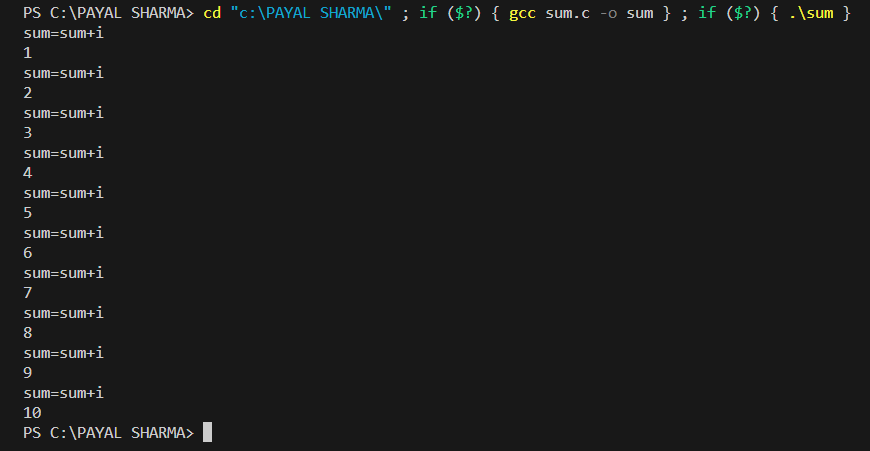 PS C:\PAYAL SHARMA> cd "c:\PAYAL SHARMA\" ; if ($?) { gcc sum.c -o sum } ; if ($?) { .\sum }
sum=sum+i
1
sum=sum+i
2
sum=sum+i
3
sum=sum+i
4
sum=sum+i
5
sum=sum+i
6
sum=sum+i
7
sum=sum+i
8
sum=sum+i
9
sum=sum+i
10
PS C:\PAYAL SHARMA>